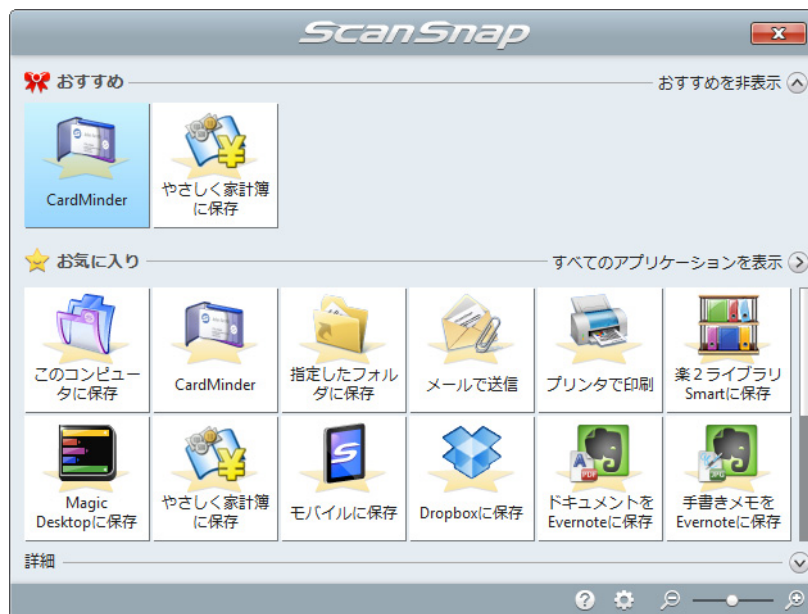 ScanSnap
おすすめ
おすすめを非表示
CardMinder
やさしく家計簿
に保存
お気に入り
すべてのアプリケーションを表示
このコンピュー
タに保存
CardMinder
指定したフォル
ダに保存
メールで送信
プリンタで印刷
楽２ライブラリ
Smartに保存
Magic
Desktopに保存
やさしく家計簿
に保存
モバイルに保存
Dropboxに保存
ドキュメントを
Evernoteに保存
手書きメモを
Evernoteに保存
詳細